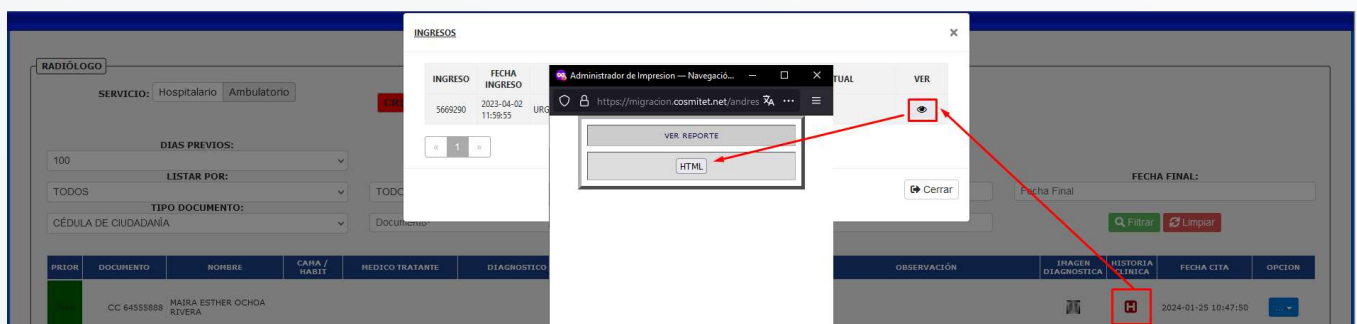 INGRESOS ×
RADIÓLOGO
SERVICIO: Hospitalario Ambulatorio
INGRESO FECHA INGRESO TUAL VER
5669290 2023-04-02 11:59:55 URG
Administrador de Impresion — Navegació...
https://migracion.cosmitet.net/andres
VER REPORTE
HTML
« 1 »
Cerrar
DIAS PREVIOS:
100
LISTAR POR:
TODOS TODO
FECHA FINAL:
Fecha Final
TIPO DOCUMENTO:
CÉDULA DE CIUDADANÍA Documento
Filtrar Limpiar
PRIOR DOCUMENTO NOMBRE CAMA / HABIT MEDICO TRATANTE DIAGNOSTICO OBSERVACIÓN IMAGEN DIAGNOSTICA HISTORIA CLINICA FECHA CITA OPCION
CC 64555888 MAIRA ESTHER OCHOA RIVERA H 2024-01-25 10:47:50 ...